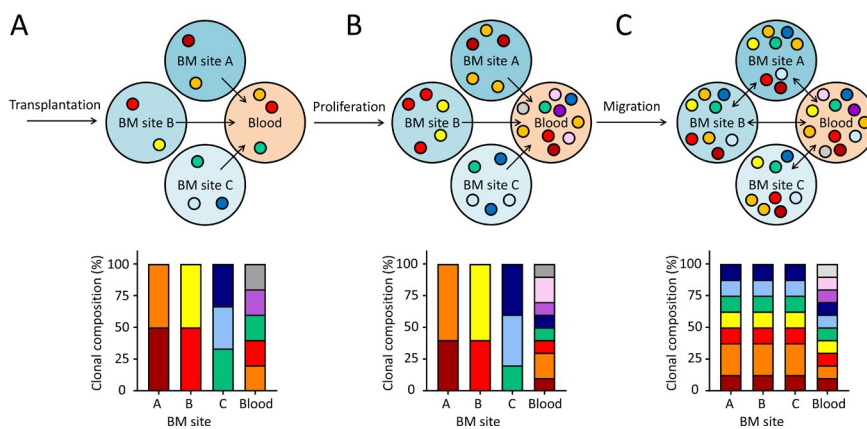 A
B
C
Transplantation
BM site A
BM site B
Blood
BM site C
Proliferation
BM site A
BM site B
Blood
BM site C
Migration
BM site A
BM site B
Blood
BM site C
Clonal composition (%)
100
75
50
25
0
A B C Blood
BM site
Clonal composition (%)
100
75
50
25
0
A B C Blood
BM site
Clonal composition (%)
100
75
50
25
0
A B C Blood
BM site